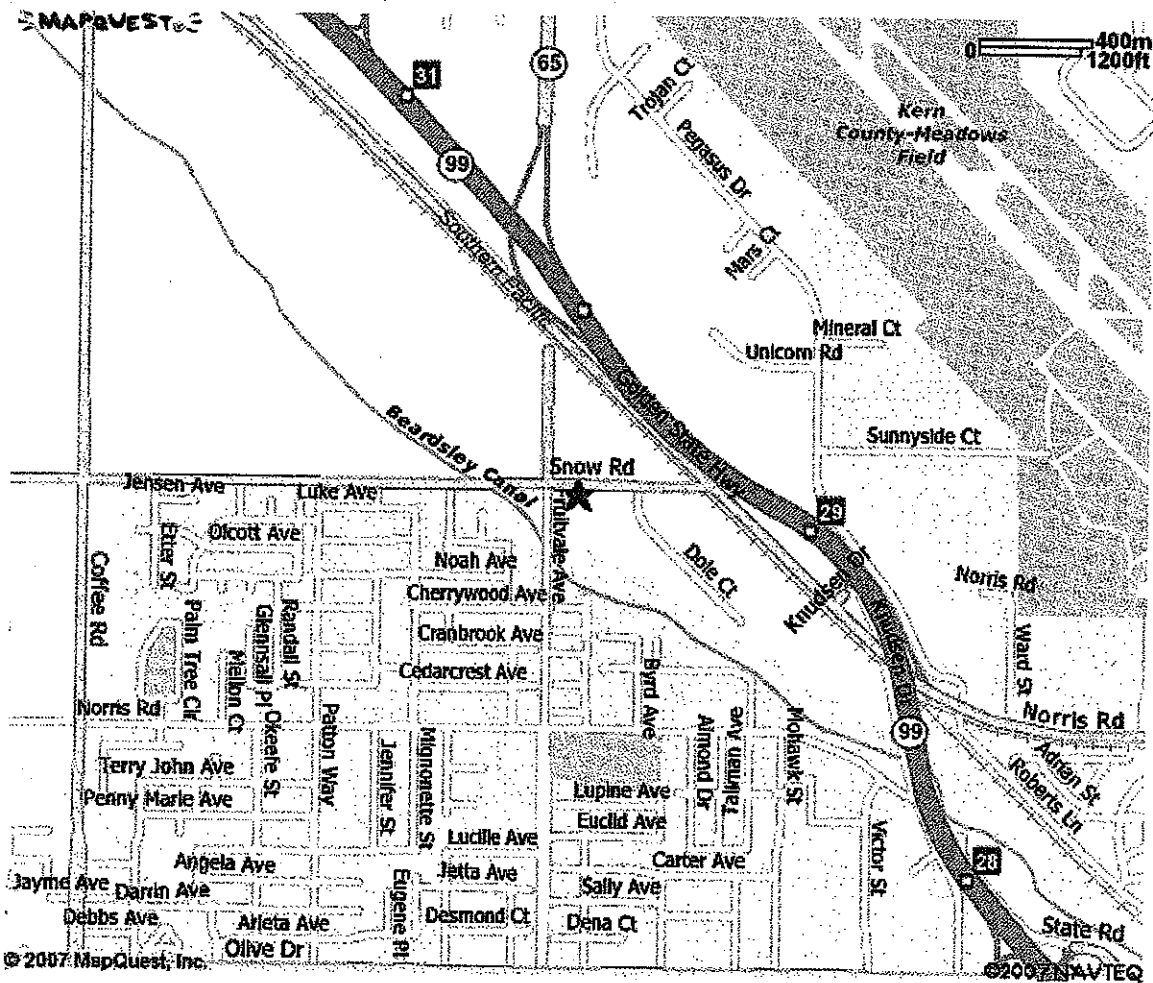 MAPQUEST
31
65
0 400m
1200ft
Trojan Ct
Kern
County-Meadows
Field
99
Pegasus Dr
Southern Pacific
Mars Ct
Mineral Ct
Unicorn Rd
Golden State Hwy
Beardsley Canal
Sunnyside Ct
Snow Rd
Jensen Ave
Luke Ave
Fruitvale Ave
29
Etter St
Olcott Ave
Noah Ave
Dole Ct
Knudsen Dr
Coffee Rd
Norris Rd
Cherrywood Ave
Palm Tree Cir
Glennsall Pl
Randall St
Cranbrook Ave
Knudsen Dr
Ward St
Mellon Ct
Cedarcrest Ave
Byrd Ave
Norris Rd
Okeefe St
Patton Way
Jennifer St
Mignonette St
Almond Dr
Taliman Ave
Mohawk St
99
Norris Rd
Adrian St
Roberts Ln
Terry John Ave
Penny Marie Ave
Lupine Ave
Euclid Ave
Lucille Ave
Victor St
Angela Ave
Carter Ave
28
Jayme Ave
Darrin Ave
Jetta Ave
Sally Ave
Eugene Pl
Debbs Ave
Arleta Ave
Desmond Ct
Dena Ct
State Rd
Olive Dr
© 2007 MapQuest, Inc.
©2007 NAVTEQ